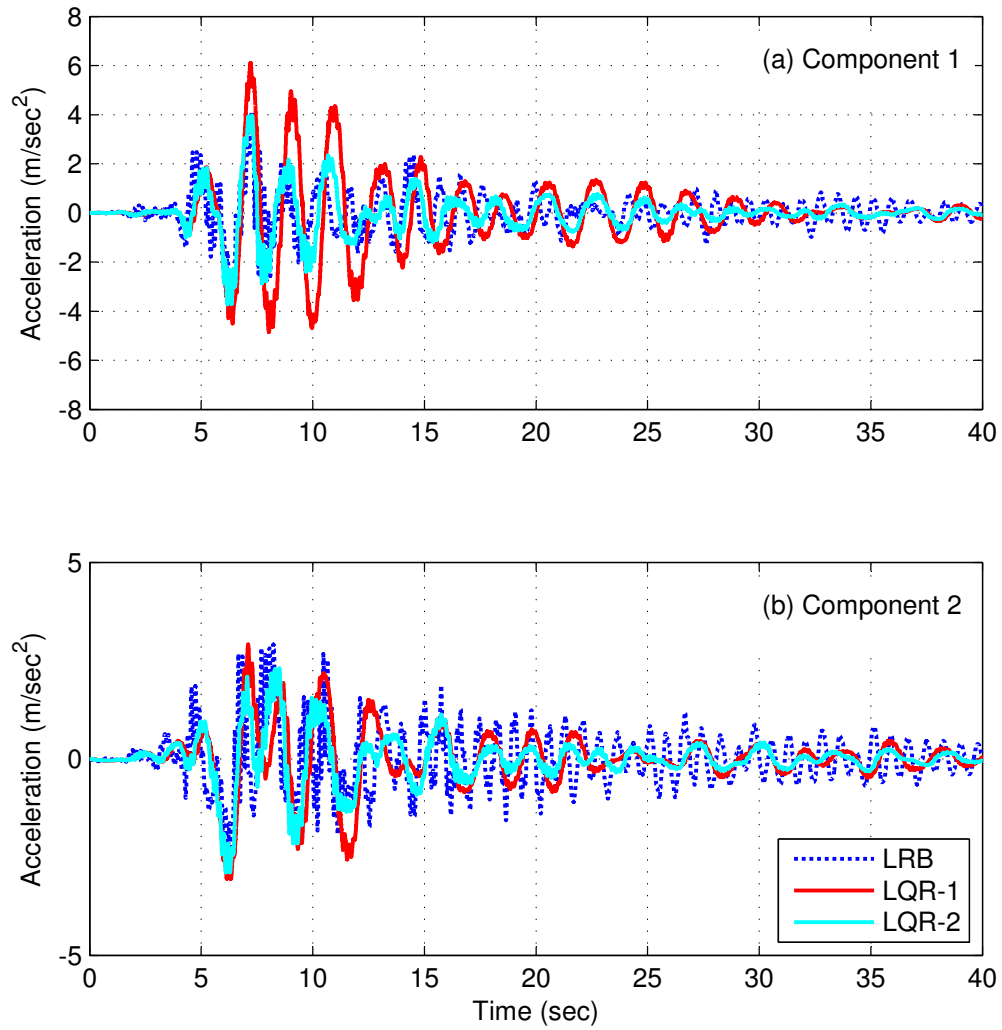 8
6
4
2
0
-2
-4
-6
-8
Acceleration (m/sec²)
(a) Component 1
0 5 10 15 20 25 30 35 40
5
0
-5
Acceleration (m/sec²)
(b) Component 2
LRB
LQR-1
LQR-2
0 5 10 15 20 25 30 35 40
Time (sec)